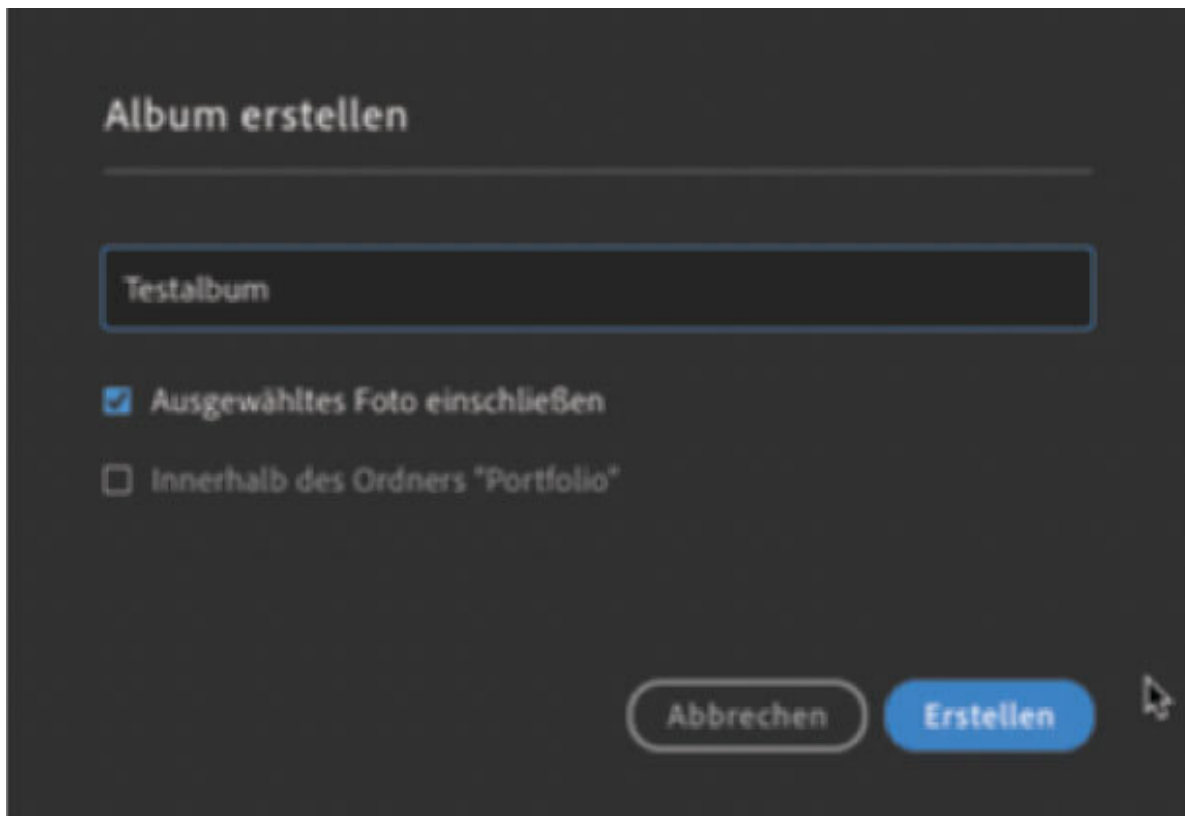 Album erstellen
Testalbum
Ausgewähltes Foto einschließen
Innerhalb des Ordners "Portfolio"
Abbrechen
Erstellen